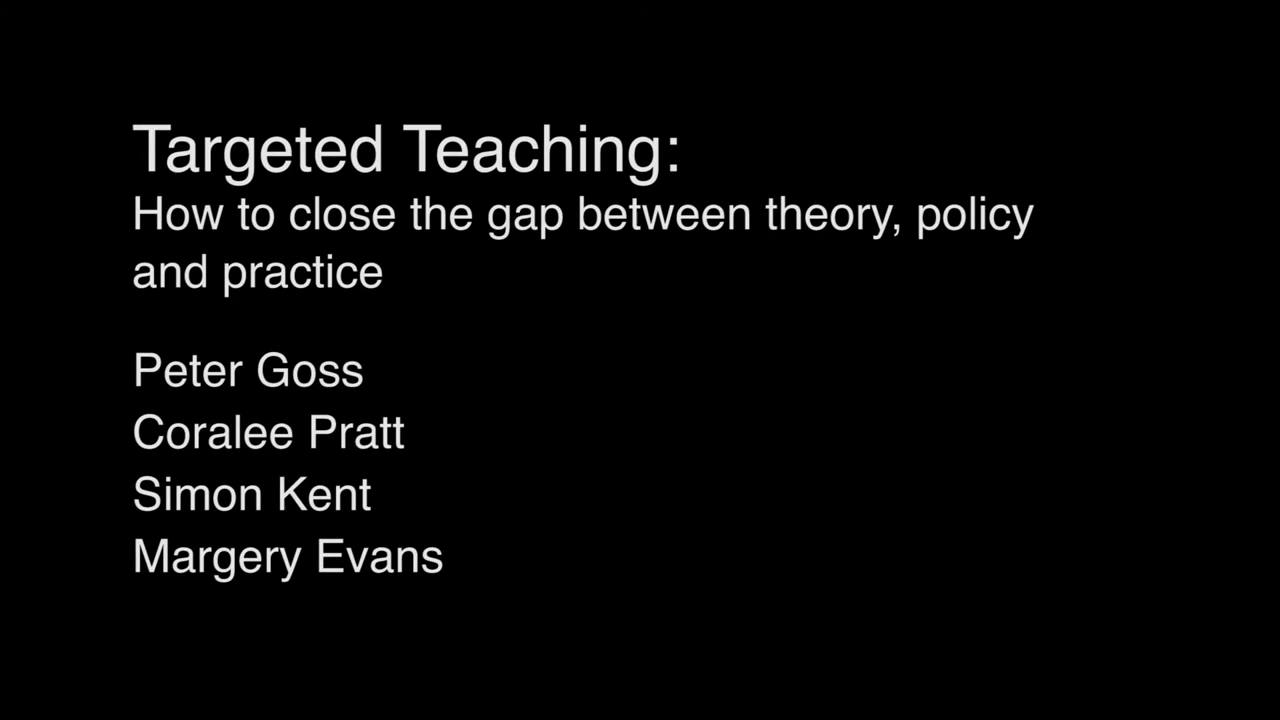 Targeted Teaching:
How to close the gap between theory, policy
and practice
Peter Goss
Coralee Pratt
Simon Kent
Margery Evans